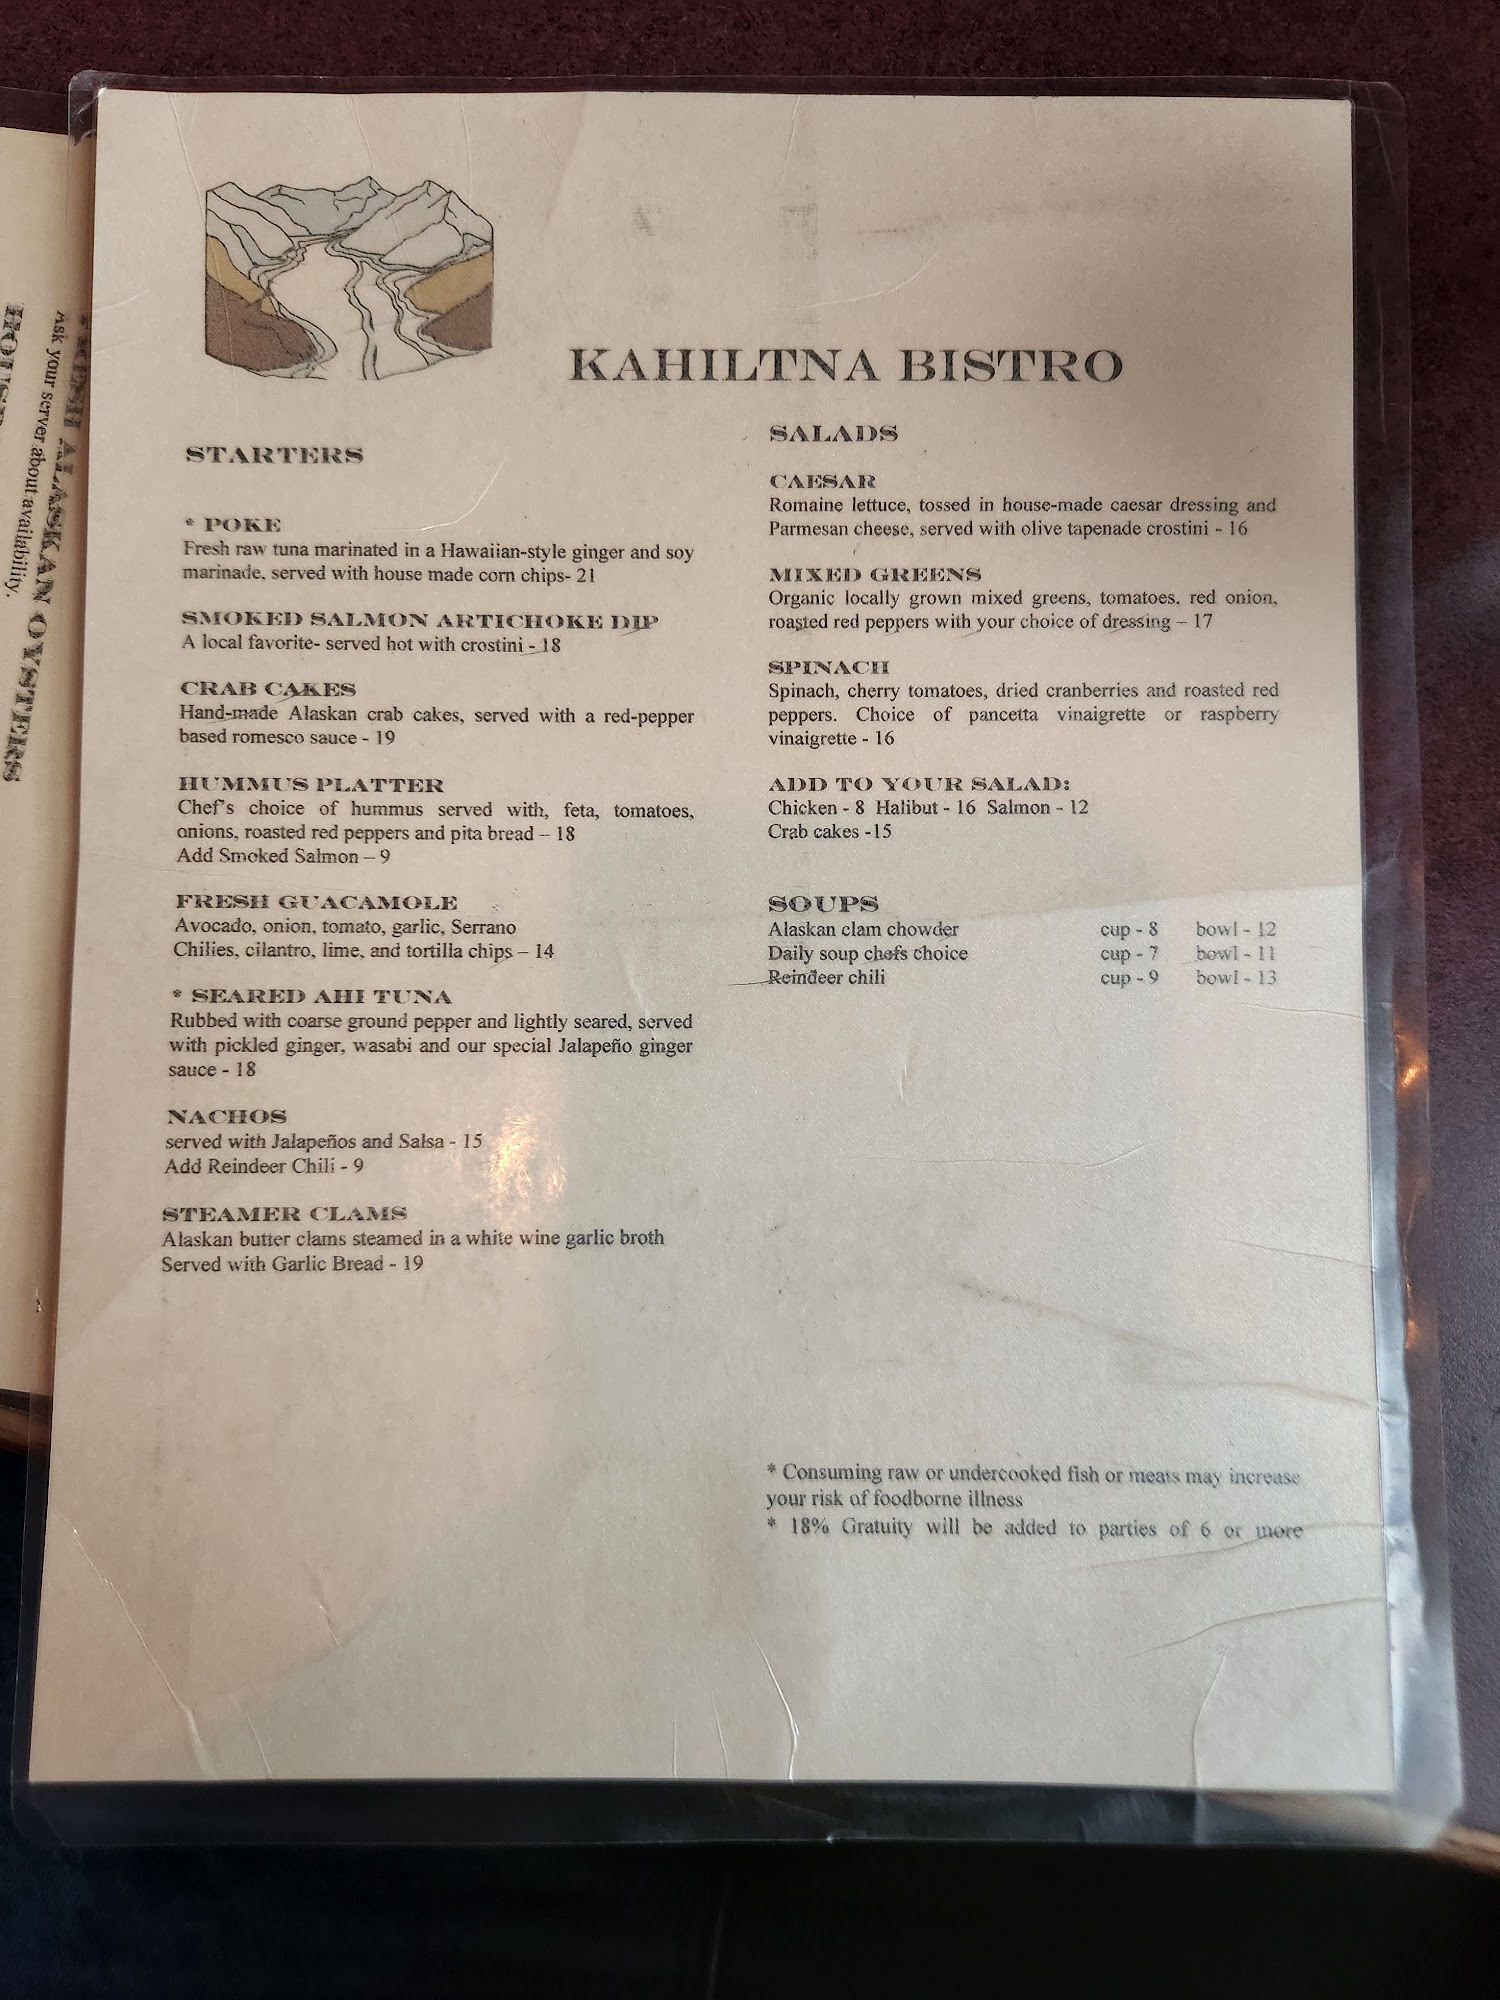 FRESH ALASKAN OYSTERS
Ask your server about availability.
KAHILTNA BISTRO
STARTERS
* POKE
Fresh raw tuna marinated in a Hawaiian-style ginger and soy
marinade, served with house made corn chips- 21
SMOKED SALMON ARTICHOKE DIP
A local favorite- served hot with crostini - 18
CRAB CAKES
Hand-made Alaskan crab cakes, served with a red-pepper
based romesco sauce - 19
HUMMUS PLATTER
Chef's choice of hummus served with, feta, tomatoes,
onions, roasted red peppers and pita bread – 18
Add Smoked Salmon – 9
FRESH GUACAMOLE
Avocado, onion, tomato, garlic, Serrano
Chilies, cilantro, lime, and tortilla chips – 14
* SEARED AHI TUNA
Rubbed with coarse ground pepper and lightly seared, served
with pickled ginger, wasabi and our special Jalapeño ginger
sauce - 18
NACHOS
served with Jalapeños and Salsa - 15
Add Reindeer Chili - 9
STEAMER CLAMS
Alaskan butter clams steamed in a white wine garlic broth
Served with Garlic Bread - 19
SALADS
CAESAR
Romaine lettuce, tossed in house-made caesar dressing and
Parmesan cheese, served with olive tapenade crostini - 16
MIXED GREENS
Organic locally grown mixed greens, tomatoes, red onion,
roasted red peppers with your choice of dressing – 17
SPINACH
Spinach, cherry tomatoes, dried cranberries and roasted red
peppers. Choice of pancetta vinaigrette or raspberry
vinaigrette - 16
ADD TO YOUR SALAD:
Chicken - 8 Halibut - 16 Salmon - 12
Crab cakes -15
SOUPS
Alaskan clam chowder cup - 8 bowl - 12
Daily soup chefs choice cup - 7 bowl - 11
Reindeer chili cup - 9 bowl - 13
* Consuming raw or undercooked fish or meats may increase
your risk of foodborne illness
* 18% Gratuity will be added to parties of 6 or more